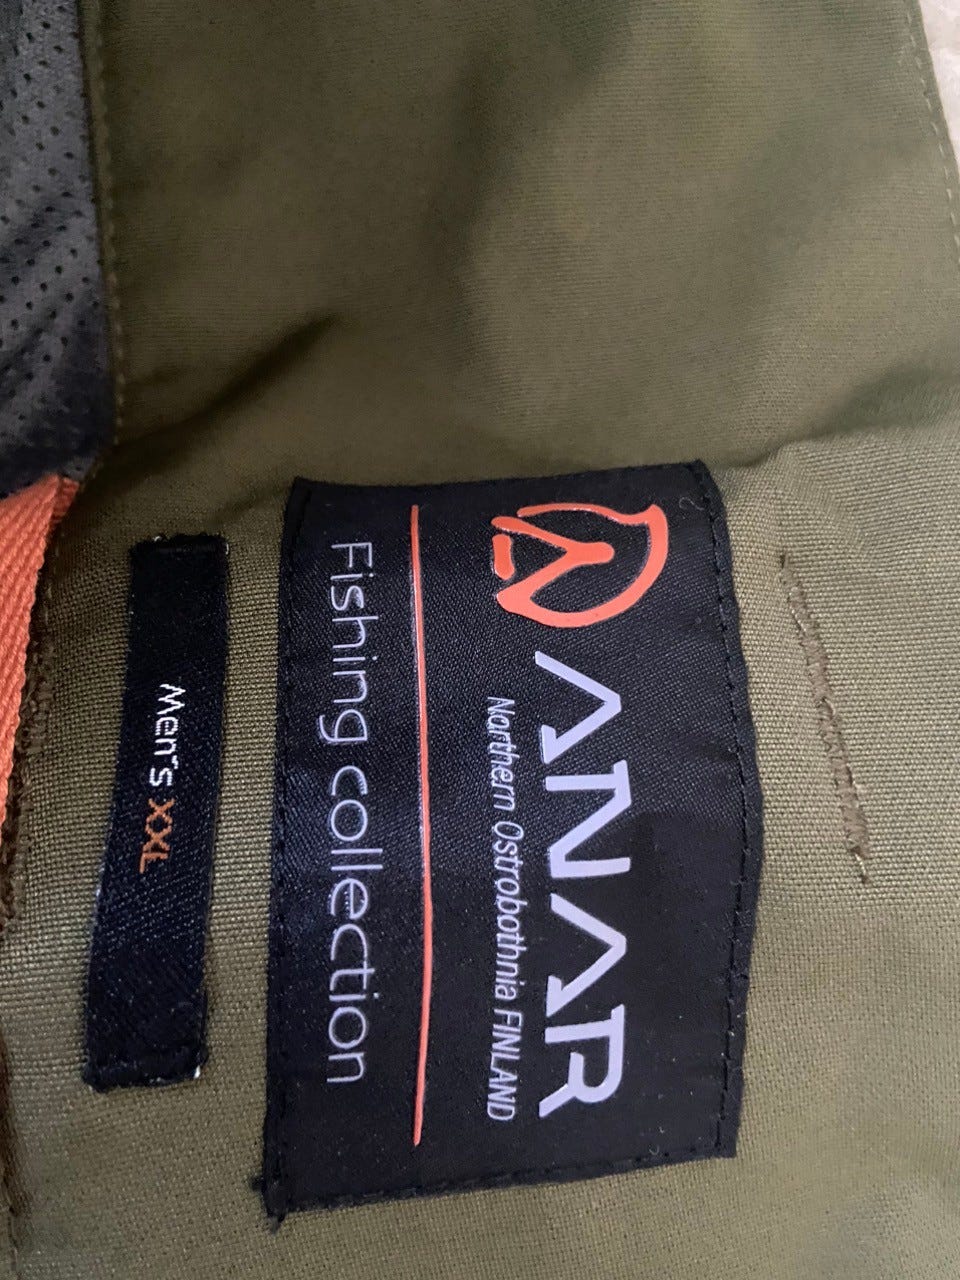 ANAR
Northern Ostrobothnia FINLAND
Fishing collection
Men's XXL